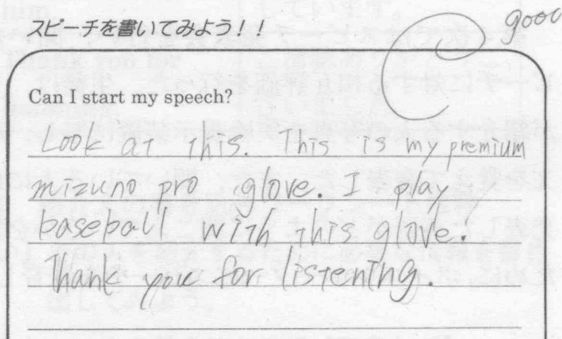 スピーチを書いてみよう！！
good
Can I start my speech?
Look at this. This is my premium
mizuno pro glove. I play
baseball with this glove.
Thank you for listening.